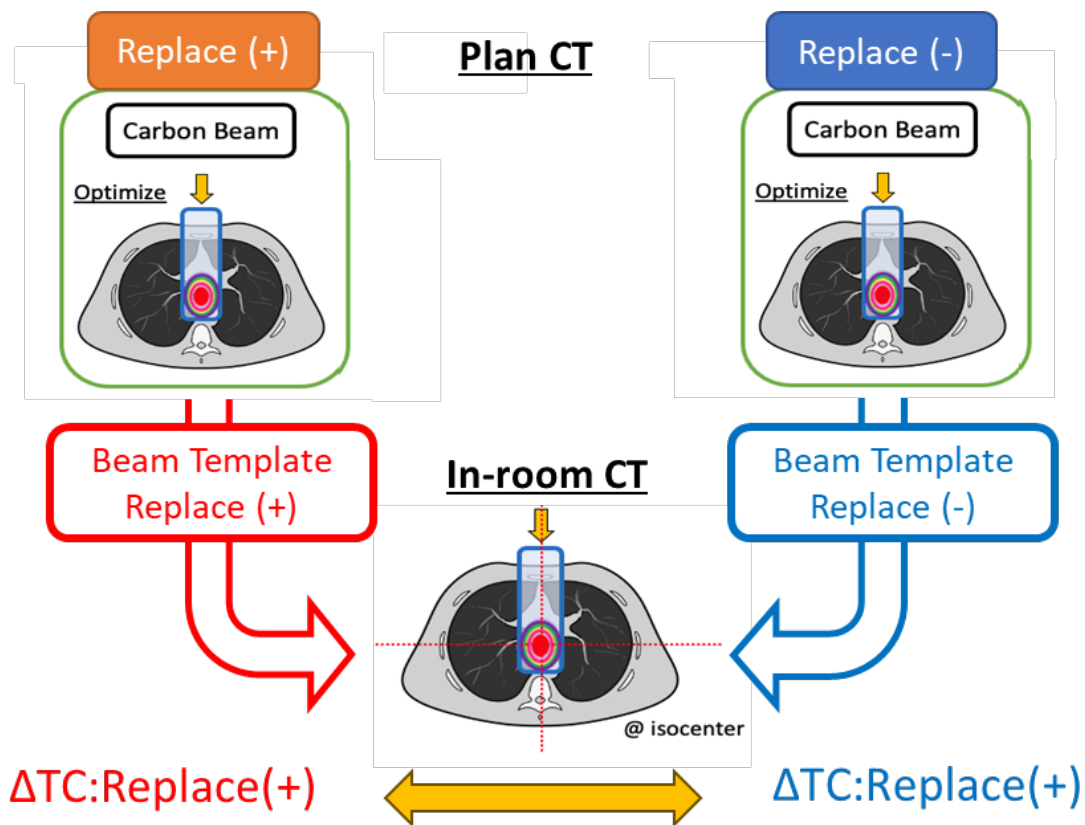 Replace (+)
Plan CT
Replace (-)
Carbon Beam
Carbon Beam
Optimize
Optimize
Beam Template
Replace (+)
In-room CT
Beam Template
Replace (-)
@ isocenter
ΔTC:Replace(+)
ΔTC:Replace(+)